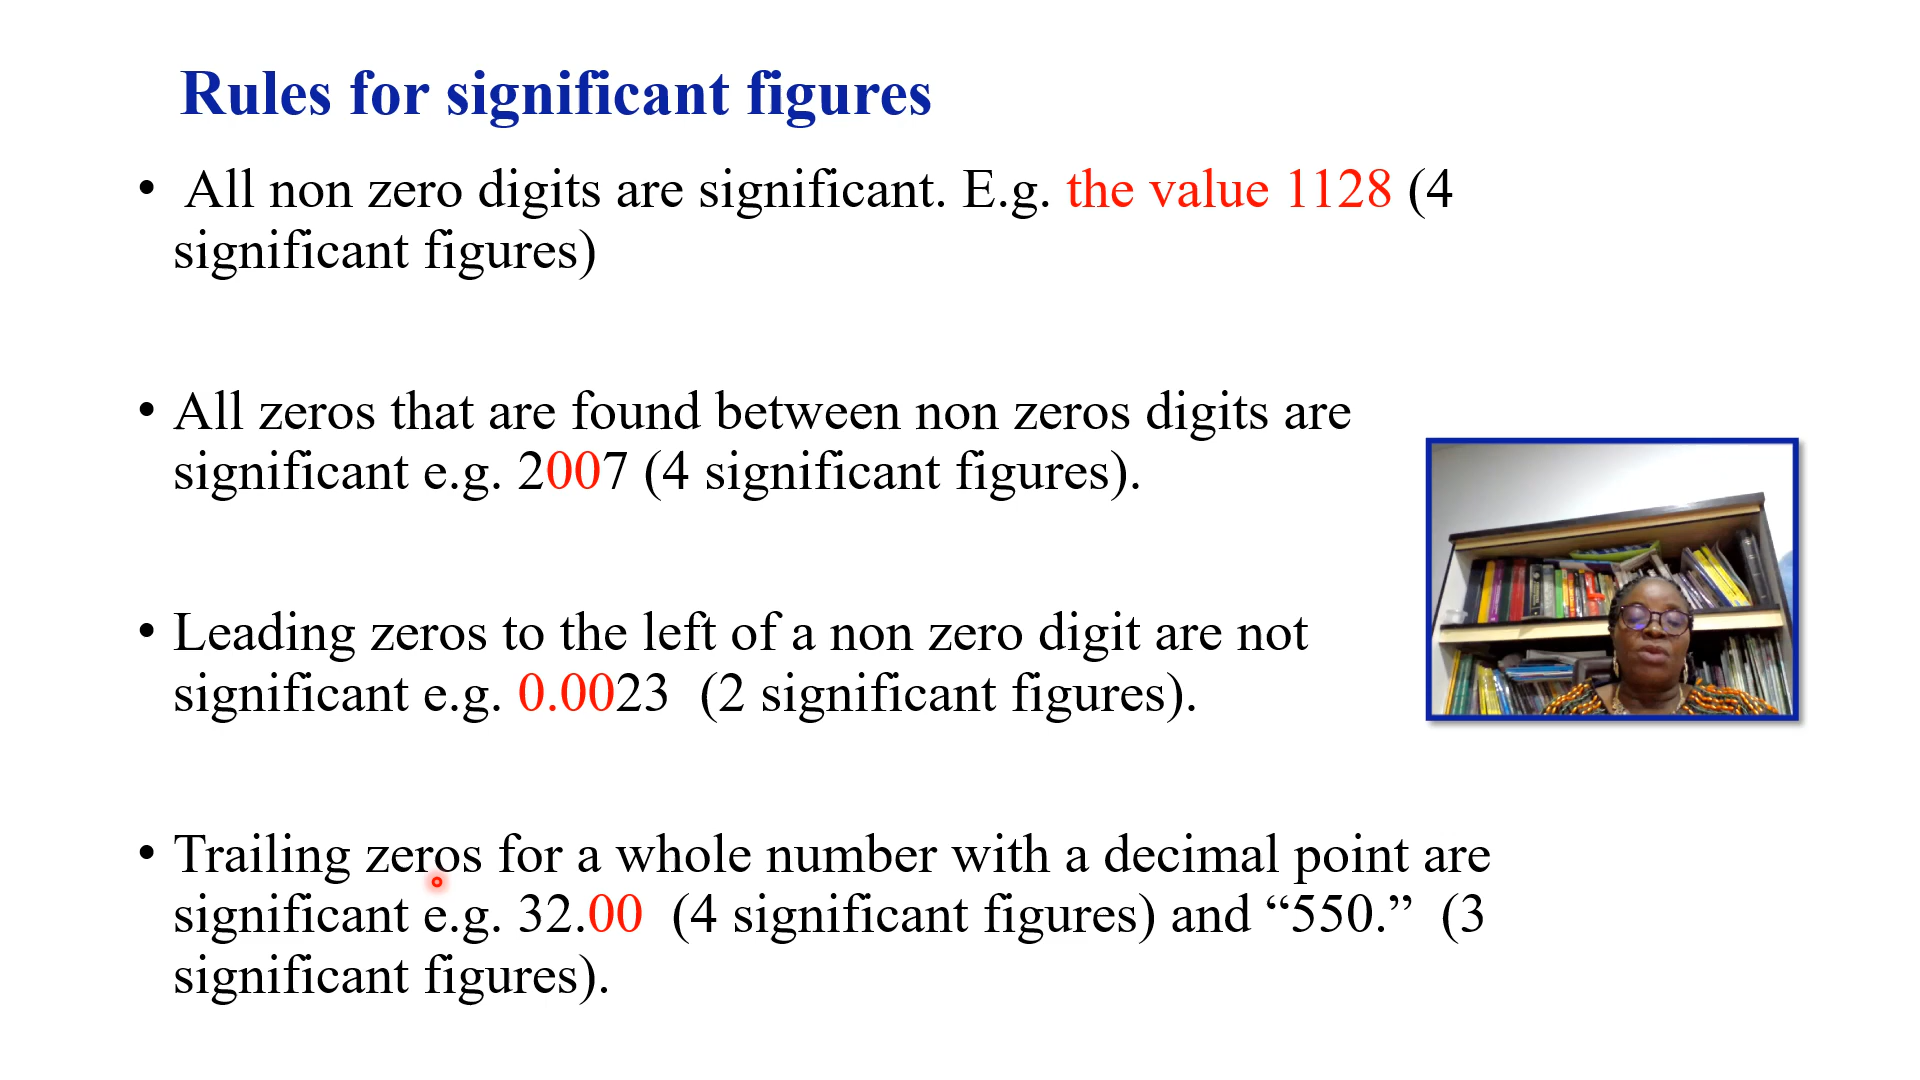 Rules for significant figures
• All non zero digits are significant. E.g. the value 1128 (4
significant figures)
• All zeros that are found between non zeros digits are
significant e.g. 2007 (4 significant figures).
• Leading zeros to the left of a non zero digit are not
significant e.g. 0.0023 (2 significant figures).
• Trailing zeros for a whole number with a decimal point are
significant e.g. 32.00 (4 significant figures) and “550.” (3
significant figures).